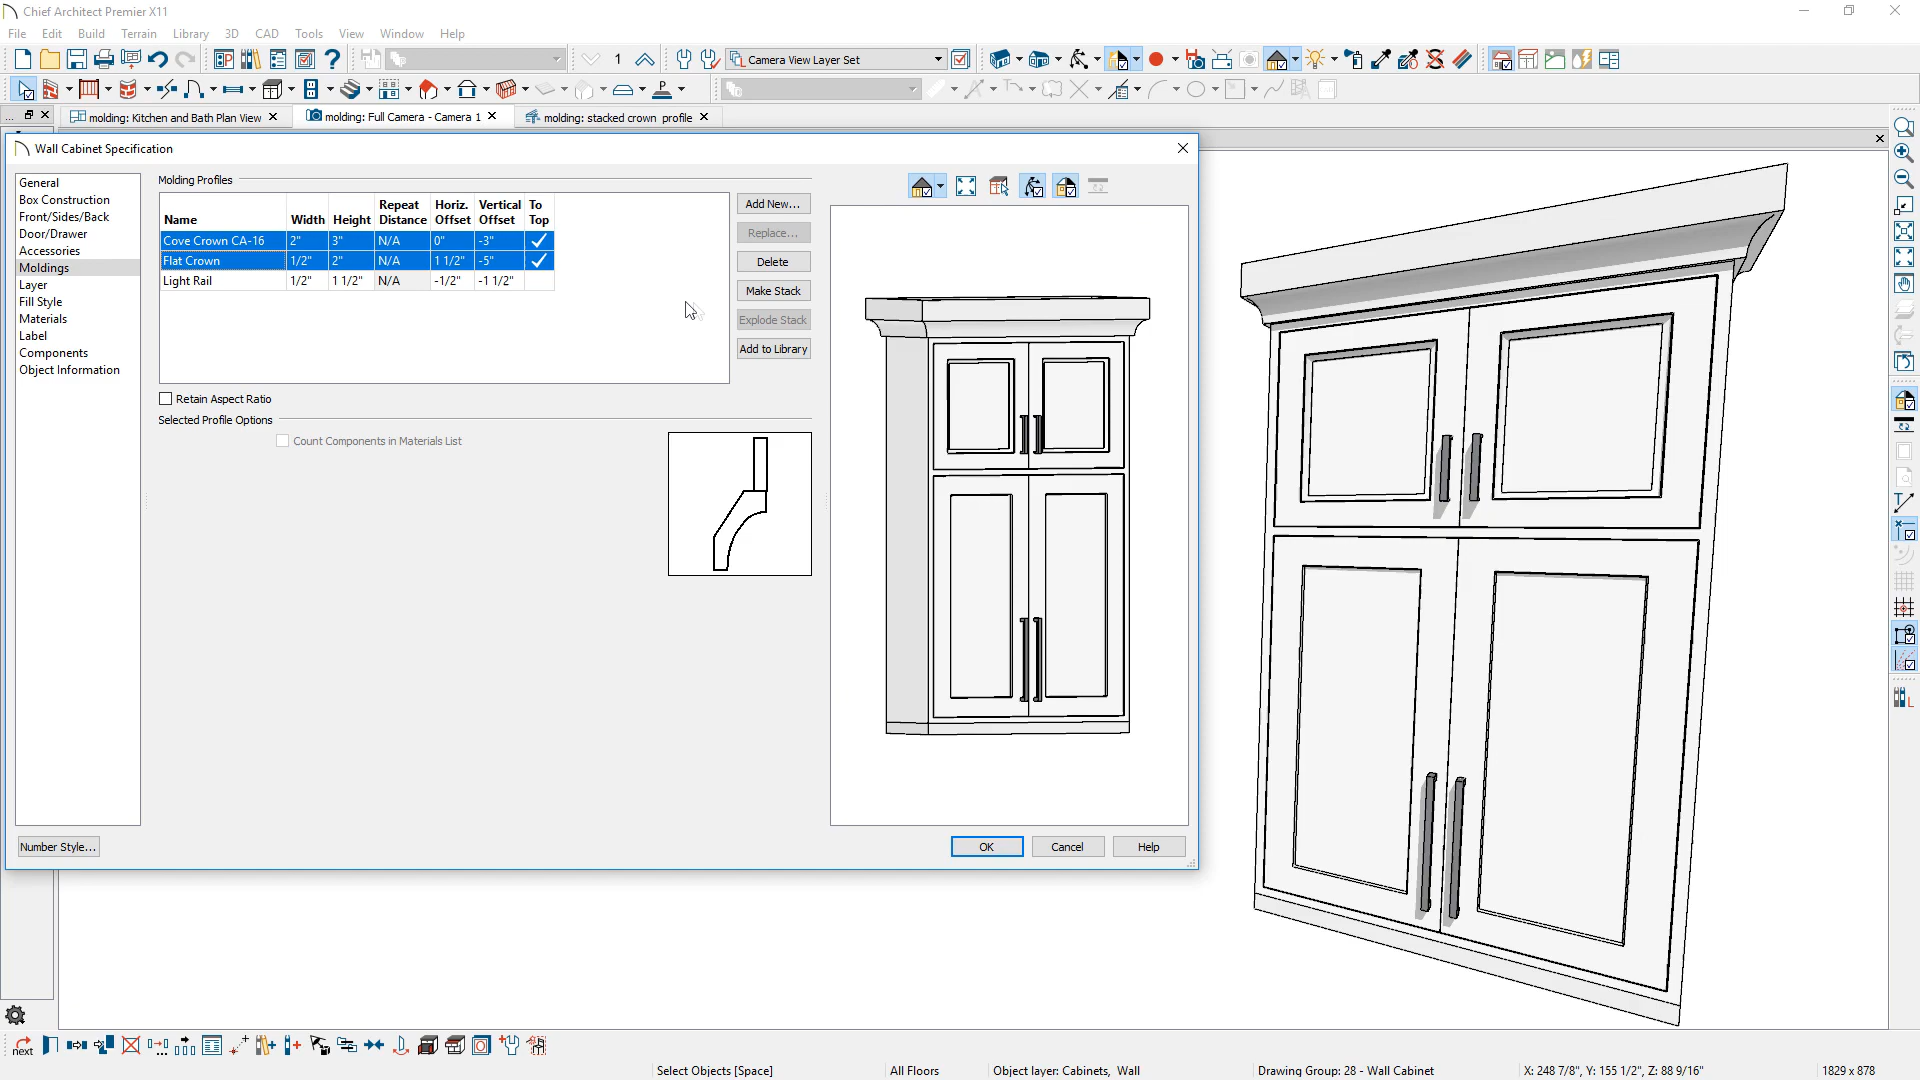 Chief Architect Premier X11
File Edit Build Terrain Library 3D CAD Tools View Window Help
1 Camera View Layer Set
P
... molding: Kitchen and Bath Plan View molding: Full Camera - Camera 1 molding: stacked crown profile
Wall Cabinet Specification
General
Box Construction
Front/Sides/Back
Door/Drawer
Accessories
Moldings
Layer
Fill Style
Materials
Label
Components
Object Information
Molding Profiles
Name Width Height Repeat Distance Horiz. Offset Vertical Offset To Top
Cove Crown CA-16 2" 3" N/A 0" -3"
Flat Crown 1/2" 2" N/A 1 1/2" -5"
Light Rail 1/2" 1 1/2" N/A -1/2" -1 1/2"
Add New...
Replace...
Delete
Make Stack
Explode Stack
Add to Library
Retain Aspect Ratio
Selected Profile Options
Count Components in Materials List
Number Style... OK Cancel Help
next
Select Objects [Space] All Floors Object layer: Cabinets, Wall Drawing Group: 28 - Wall Cabinet X: 248 7/8", Y: 155 1/2", Z: 88 9/16" 1829 x 878